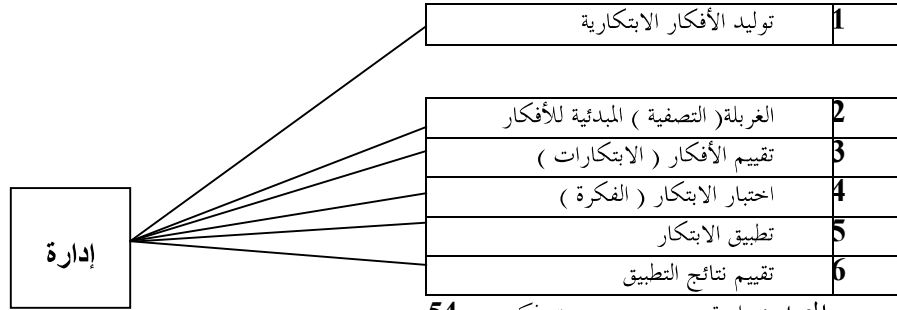 1 توليد الأفكار الابتكارية
2 الغربلة( التصفية ) المبدئية للأفكار
3 تقييم الأفكار ( الابتكارات )
4 اختبار الابتكار ( الفكرة )
5 تطبيق الابتكار
6 تقييم نتائج التطبيق
إدارة
54